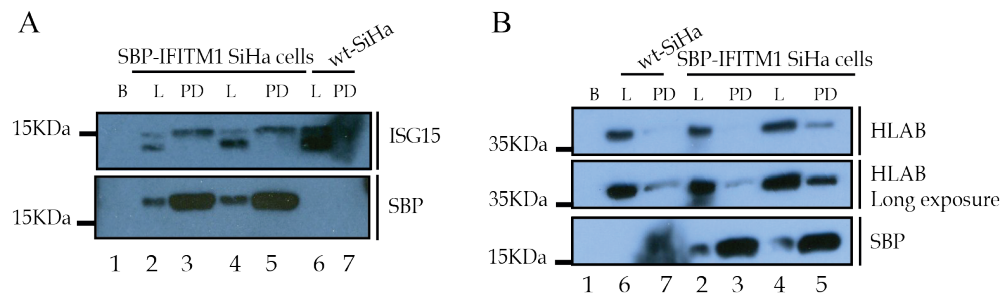 A
SBP-IFITM1 SiHa cells wt-SiHa
B L PD L PD L PD
15KDa ISG15
15KDa SBP
1 2 3 4 5 6 7
B
wt-SiHa SBP-IFITM1 SiHa cells
B L PD L PD L PD
35KDa HLAB
35KDa HLAB
Long exposure
15KDa SBP
1 6 7 2 3 4 5